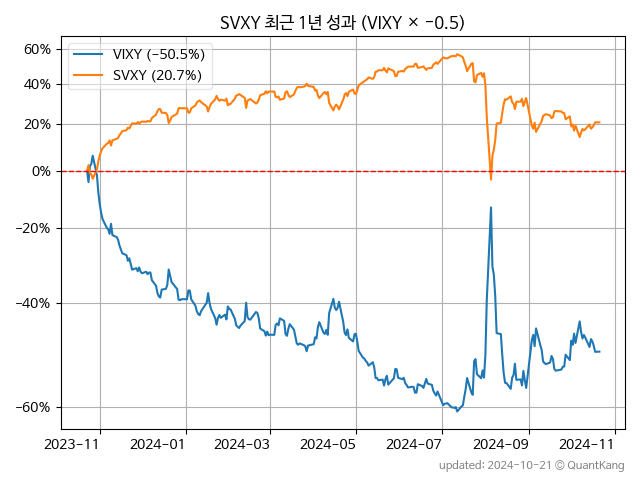 SVXY 최근 1년 성과 (VIXY × −0.5)
VIXY (−50.5%)
SVXY (20.7%)
60%
40%
20%
0%
−20%
−40%
−60%
2023-11 2024-01 2024-03 2024-05 2024-07 2024-09 2024-11
updated: 2024-10-21 © QuantKang